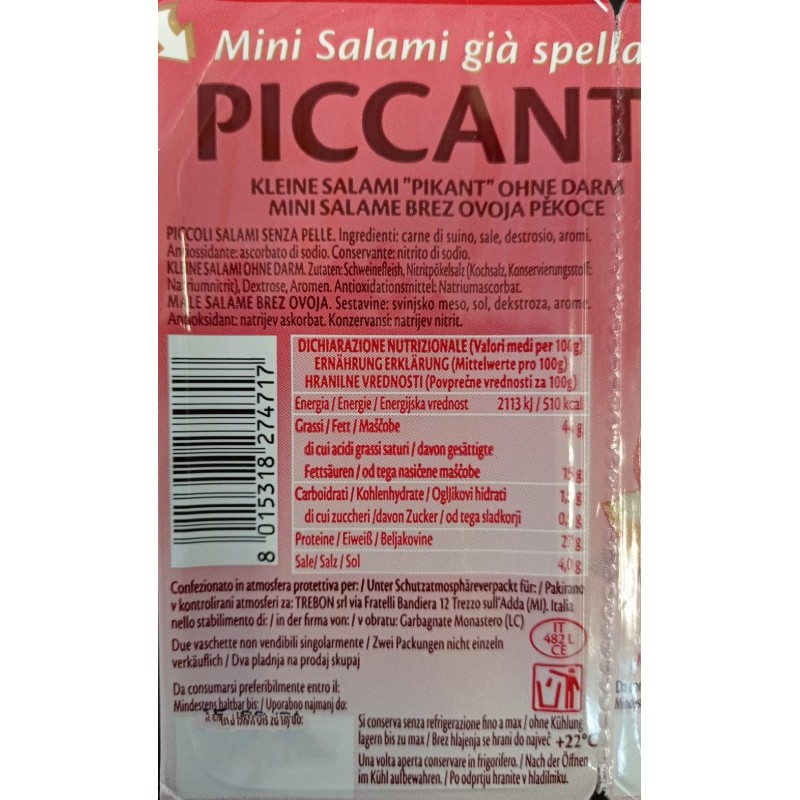 Mini Salami già spella
PICCANT
KLEINE SALAMI "PIKANT" OHNE DARM
MINI SALAME BREZ OVOJA PEKOČE
PICCOLI SALAMI SENZA PELLE. Ingredienti: carne di suino, sale, destrosio, aromi.
Antiossidante: ascorbato di sodio. Conservante: nitrito di sodio.
KLEINE SALAMI OHNE DARM. Zutaten: Schweinefleish, Nitritpökelsalz (Kochsalz, Konservierungsstoff:
Natriumnitrit), Dextrose, Aromen. Antioxidationsmittel: Natriumascorbat.
MALE SALAME BREZ OVOJA. Sestavine: svinjsko meso, sol, dekstroza, arome.
Antioksidant: natrijev askorbat. Konzervansi: natrijev nitrit.
DICHIARAZIONE NUTRIZIONALE (Valori medi per 100g)
ERNÄHRUNG ERKLÄRUNG (Mittelwerte pro 100g)
HRANILNE VREDNOSTI (Povprečne vrednosti za 100g)
Energia / Energie / Energijska vrednost 2113 kJ / 510 kcal
Grassi / Fett / Maščobe g
di cui acidi grassi saturi / davon gesättigte
Fettsäuren / od tega nasičene maščobe 15 g
Carboidrati / Kohlenhydrate / Ogljikovi hidrati g
di cui zuccheri /davon Zucker / od tega sladkorji g
Proteine / Eiweiß / Beljakovine g
Sale/ Salz / Sol 4,0 g
8 015318 274717
Confezionato in atmosfera protettiva per: / Unter Schutzatmosphäreverpackt für: / Pakirano
v kontrolirani atmosferi za: TREBON srl via Fratelli Bandiera 12 Trezzo sull'Adda (MI). Italia
nello stabilimento di: / in der firma von: / v obratu: Garbagnate Monastero (LC)
IT
482 L
CE
Due vaschette non vendibili singolarmente / Zwei Packungen nicht einzeln
verkäuflich / Dva pladnja na prodaj skupaj
Da consumarsi preferibilmente entro il:
Mindestens haltbar bis: / Uporabno najmanj do:
Si conserva senza refrigerazione fino a max / ohne Kühlung
lagern bis zu max / Brez hlajenja se hrani do največ +22°C
Una volta aperta conservare in frigorifero. / Nach der Öffnen
im Kühl aufbewahren. / Po odprtju hranite v hladilniku.